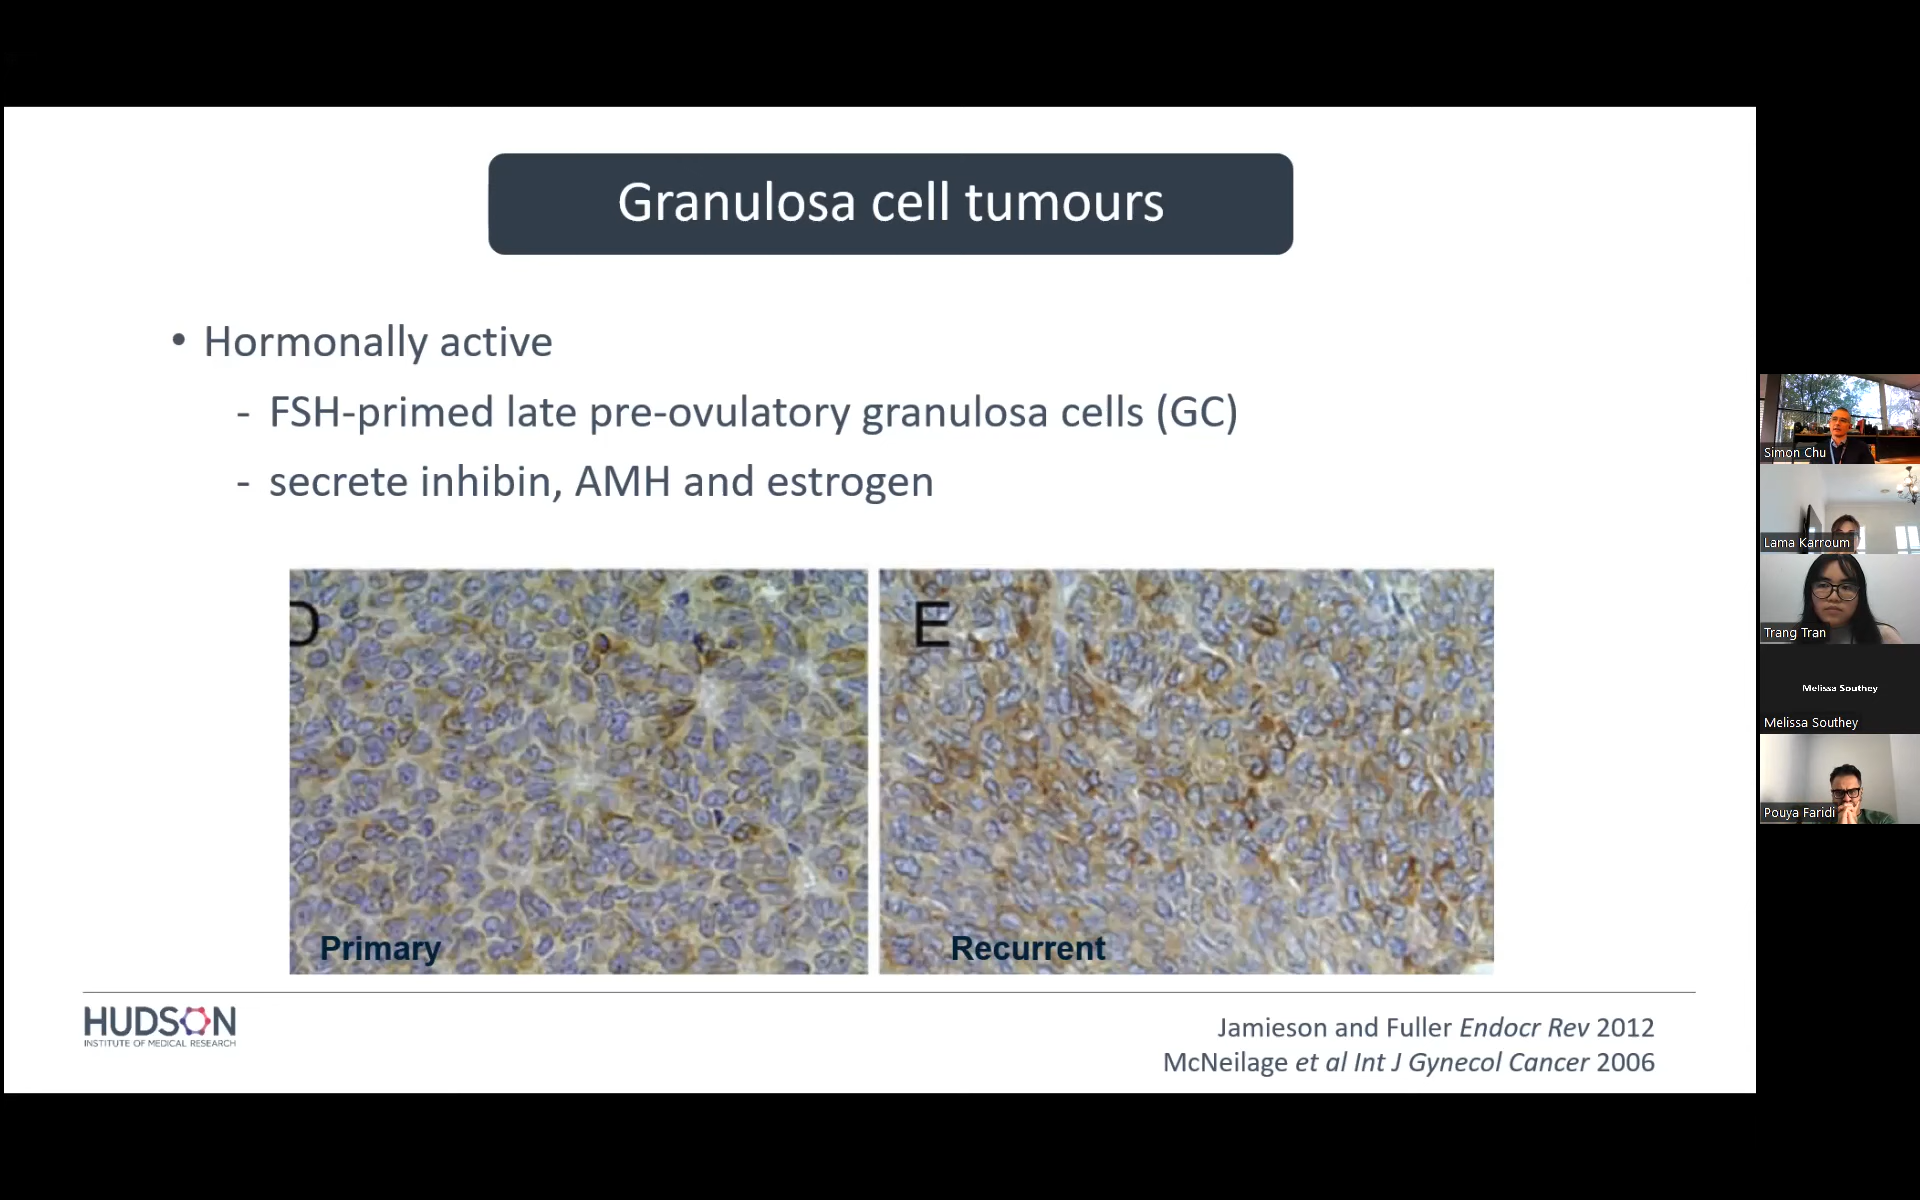 Granulosa cell tumours
• Hormonally active
- FSH-primed late pre-ovulatory granulosa cells (GC)
- secrete inhibin, AMH and estrogen
D
E
Primary
Recurrent
HUDSON
INSTITUTE OF MEDICAL RESEARCH
Jamieson and Fuller Endocr Rev 2012
McNeilage et al Int J Gynecol Cancer 2006
Simon Chu
Lama Karroum
Trang Tran
Melissa Southey
Melissa Southey
Pouya Faridi